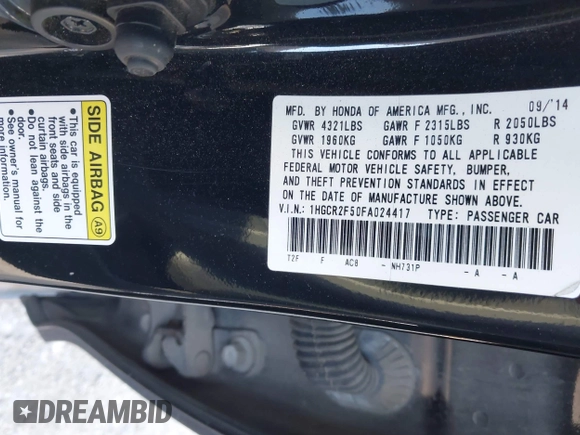 MFD. BY HONDA OF AMERICA MFG., INC. 09/'14
GVWR 4321LBS GAWR F 2315LBS R 2050LBS
GVWR 1960KG GAWR F 1050KG R 930KG
THIS VEHICLE CONFORMS TO ALL APPLICABLE
FEDERAL MOTOR VEHICLE SAFETY, BUMPER,
AND THEFT PREVENTION STANDARDS IN EFFECT
ON THE DATE OF MANUFACTURE SHOWN ABOVE.
V.I.N.: 1HGCR2F50FA024417 TYPE: PASSENGER CAR
T2F F AC8 - NH731P - A - A
SIDE AIRBAG A9
• This car is equipped
with side airbags in the
front seats and side
curtain airbags.
• Do not lean against the
door.
• See owner's manual for
more information.
DREAMBID